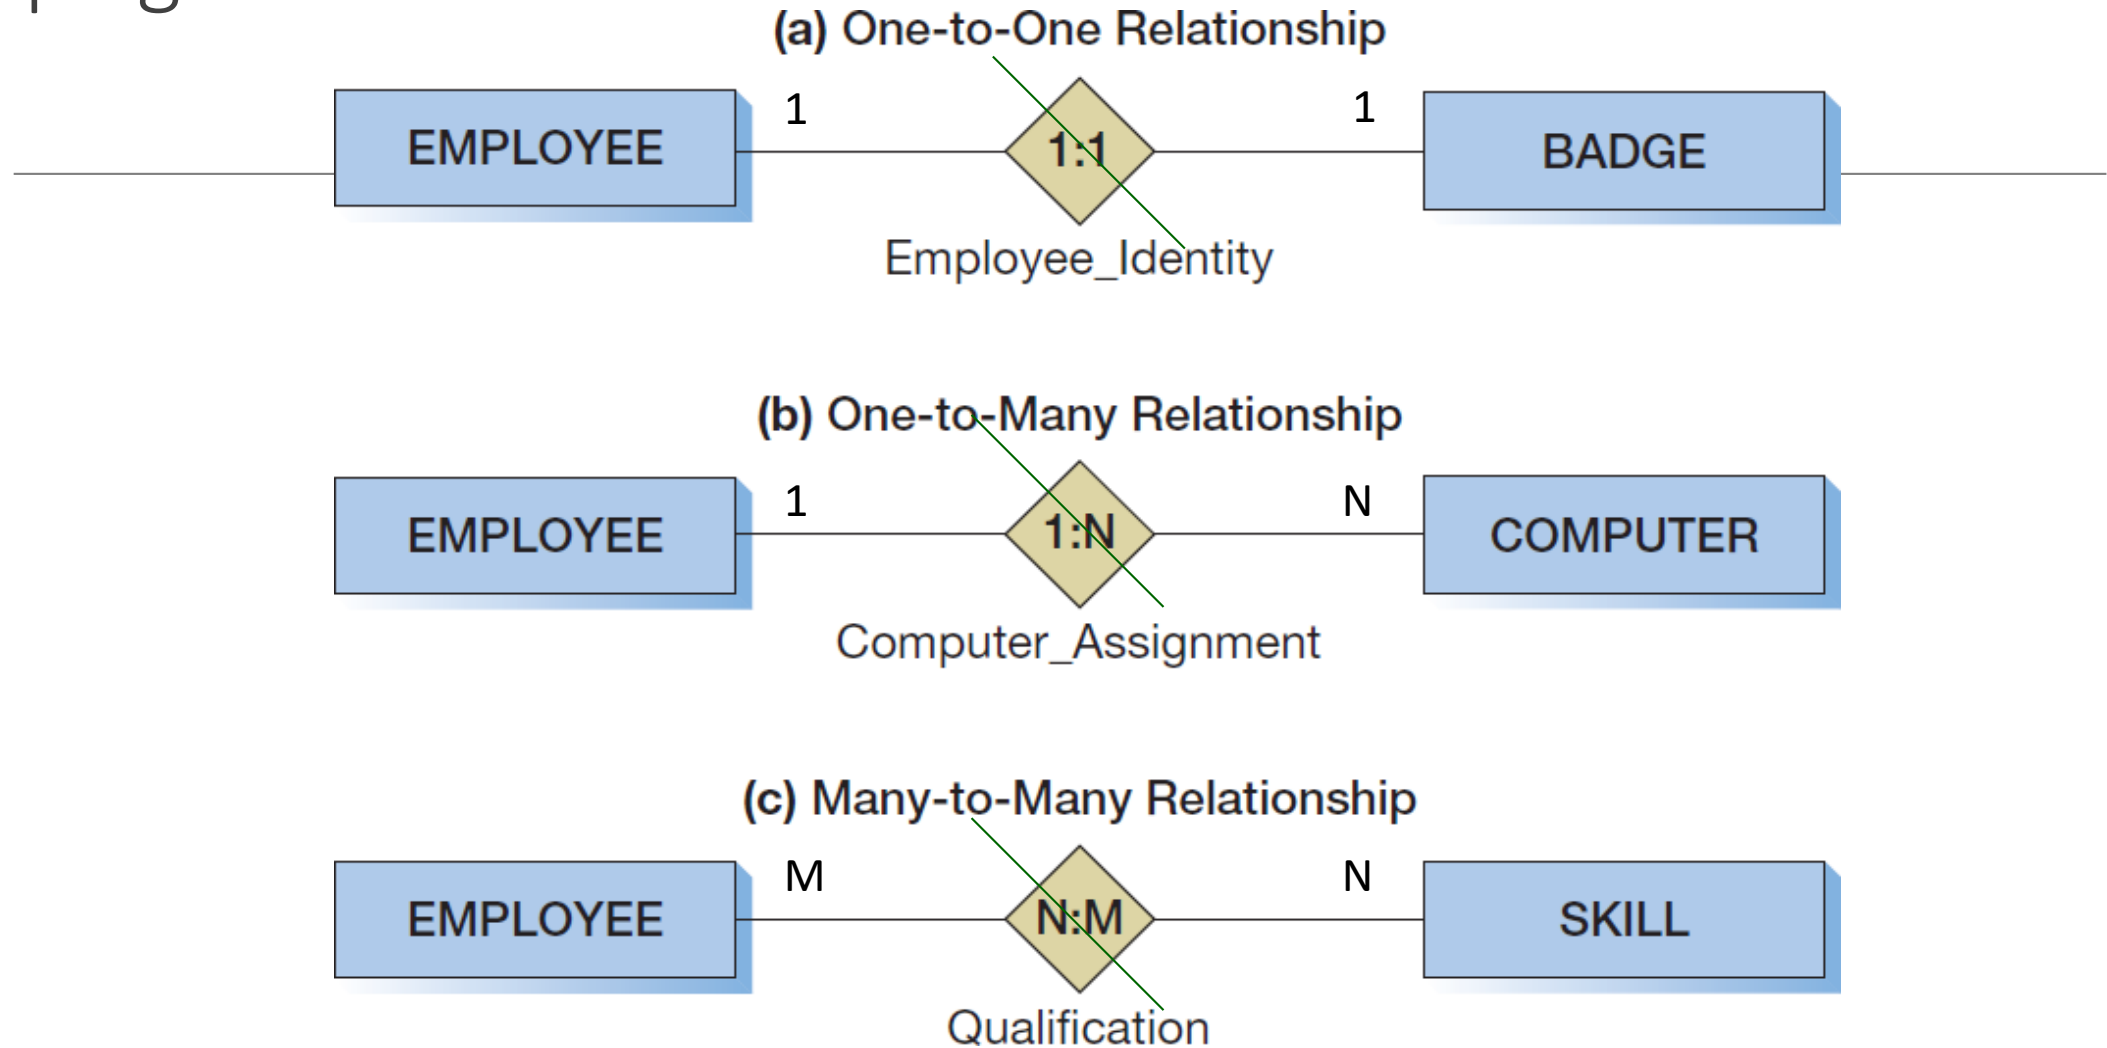 (a) One-to-One Relationship
EMPLOYEE 1 1:1 1 BADGE
Employee_Identity
(b) One-to-Many Relationship
EMPLOYEE 1 1:N N COMPUTER
Computer_Assignment
(c) Many-to-Many Relationship
EMPLOYEE M N:M N SKILL
Qualification